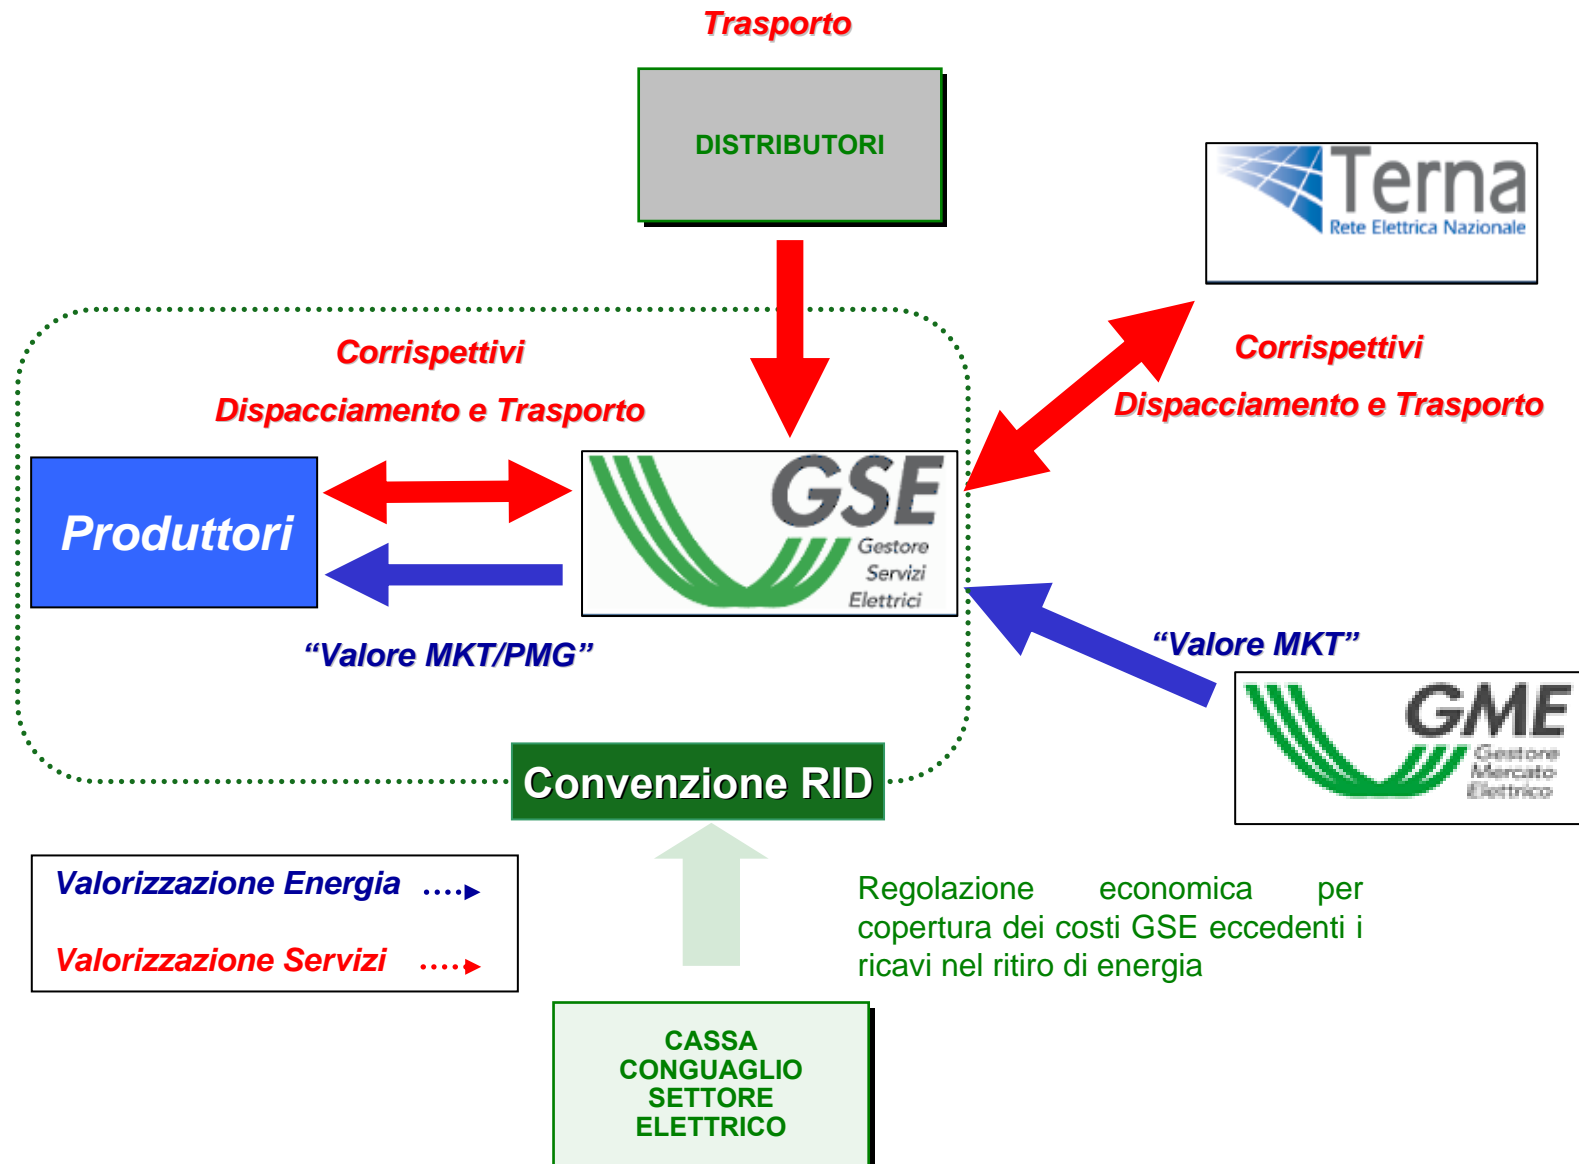 Trasporto
DISTRIBUTORI
Terna
Rete Elettrica Nazionale
Corrispettivi
Dispacciamento e Trasporto
Corrispettivi
Dispacciamento e Trasporto
Produttori
GSE
Gestore
Servizi
Elettrici
“Valore MKT/PMG”
“Valore MKT”
GME
Gestore
Mercato
Elettrico
Convenzione RID
Valorizzazione Energia
Valorizzazione Servizi
Regolazione economica per
copertura dei costi GSE eccedenti i
ricavi nel ritiro di energia
CASSA
CONGUAGLIO
SETTORE
ELETTRICO